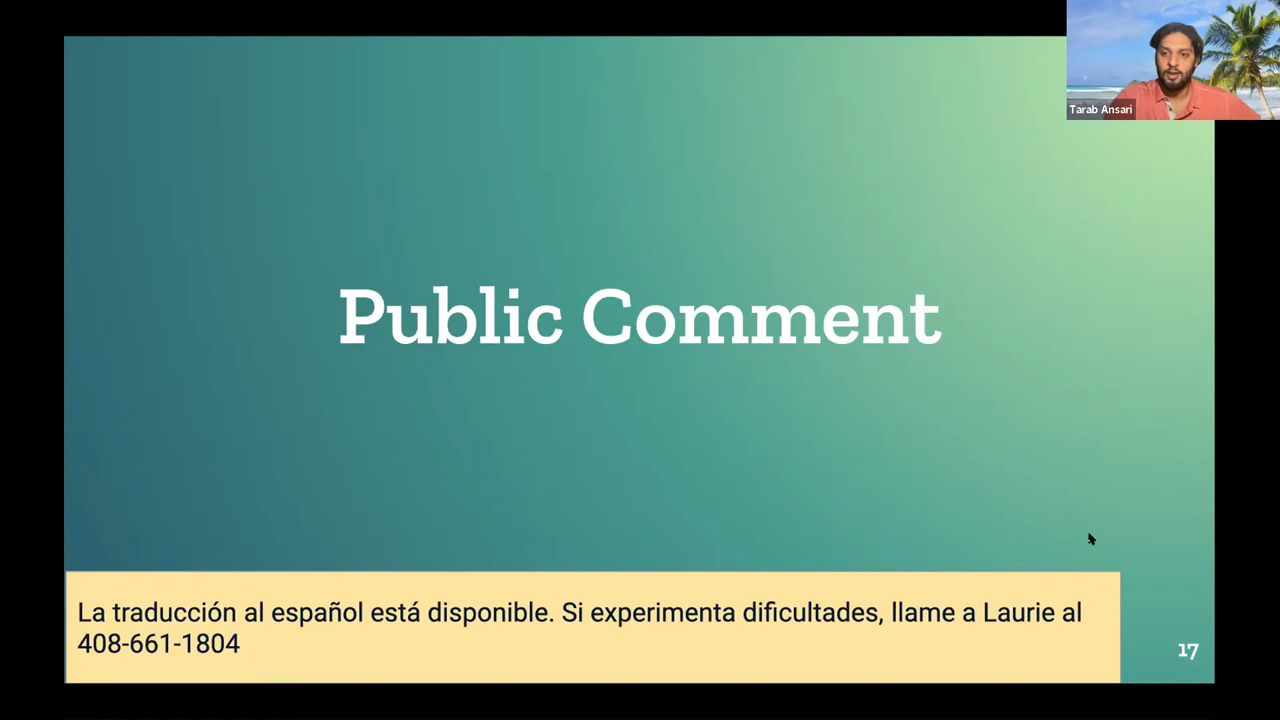 Tarab Ansari
Public Comment
La traducción al español está disponible. Si experimenta dificultades, llame a Laurie al
408-661-1804
17